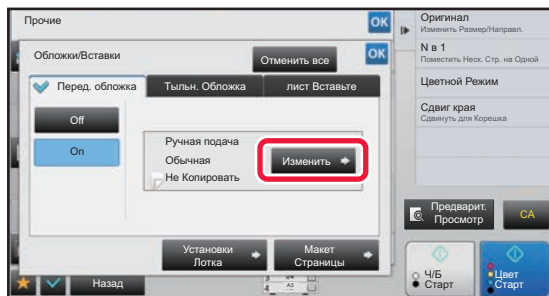 Прочие
OK
Обложки/Вставки
Отменить все
OK
Перед. обложка
Тыльн. Обложка
лист Вставьте
Off
On
Ручная подача
Обычная
Не Копировать
Изменить
Установки
Лотка
Макет
Страницы
Назад
A3
Оригинал
Изменить Размер/Направл.
N в 1
Поместить Неск. Стр. на Одной
Цветной Режим
Сдвиг края
Сдвинуть для Корешка
Предварит.
Просмотр
CA
Ч/Б
Старт
Цвет
Старт